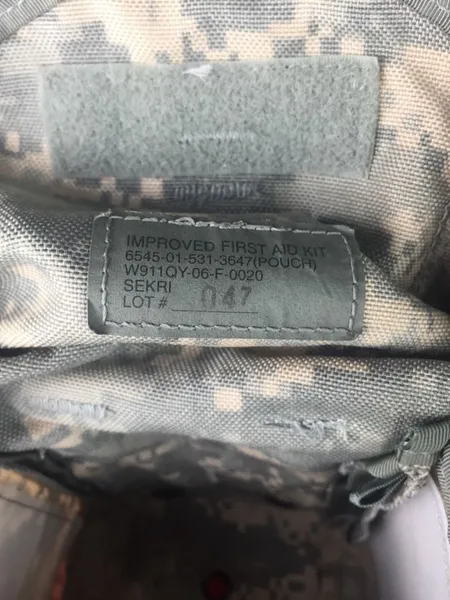 IMPROVED FIRST AID KIT
6545-01-531-3647(POUCH)
W911QY-06-F-0020
SEKRI
LOT # 047